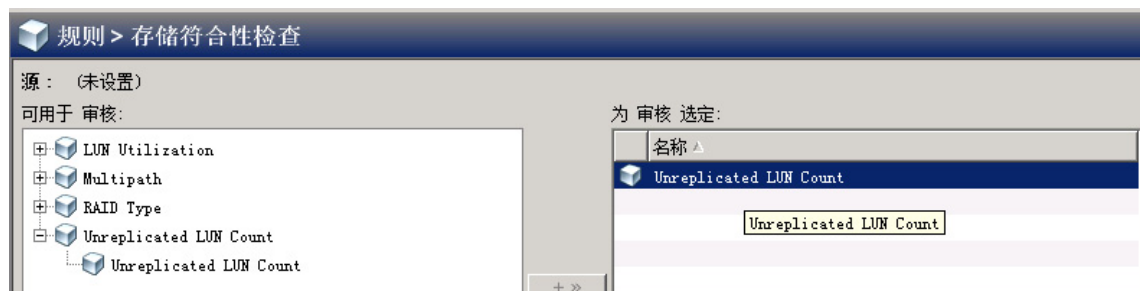 规则 > 存储符合性检查
源： (未设置)
可用于 审核:
LUN Utilization
Multipath
RAID Type
Unreplicated LUN Count
Unreplicated LUN Count
+ »
为 审核 选定:
名称 △
Unreplicated LUN Count
Unreplicated LUN Count